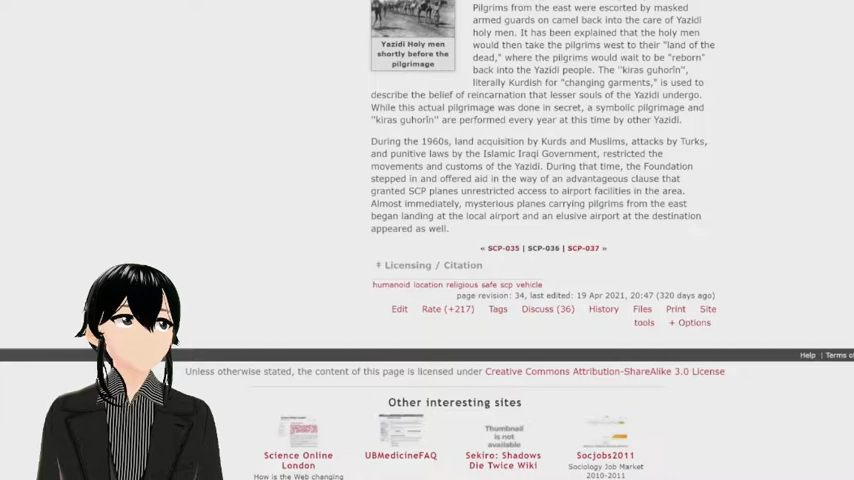 Pilgrims from the east were escorted by masked
armed guards on camel back into the care of Yazidi
holy men. It has been explained that the holy men
would then take the pilgrims west to their "land of the
dead," where the pilgrims would wait to be "reborn"
back into the Yazidi people. The "kiras guhorîn",
literally Kurdish for "changing garments," is used to
describe the belief of reincarnation that lesser souls of the Yazidi undergo.
While this actual pilgrimage was done in secret, a symbolic pilgrimage and
"kiras guhorîn" are performed every year at this time by other Yazidi.
Yazidi Holy men
shortly before the
pilgrimage
During the 1960s, land acquisition by Kurds and Muslims, attacks by Turks,
and punitive laws by the Islamic Iraqi Government, restricted the
movements and customs of the Yazidi. During that time, the Foundation
stepped in and offered aid in the way of an advantageous clause that
granted SCP planes unrestricted access to airport facilities in the area.
Almost immediately, mysterious planes carrying pilgrims from the east
began landing at the local airport and an elusive airport at the destination
appeared as well.
« SCP-035 | SCP-036 | SCP-037 »
‡ Licensing / Citation
humanoid location religious safe scp vehicle
page revision: 34, last edited: 19 Apr 2021, 20:47 (320 days ago)
Edit Rate (+217) Tags Discuss (36) History Files Print Site
tools + Options
Help | Terms o
Unless otherwise stated, the content of this page is licensed under Creative Commons Attribution-ShareAlike 3.0 License
Other interesting sites
Thumbnail
is not
available
Science Online
London
UBMedicineFAQ
Sekiro: Shadows
Die Twice Wiki
Socjobs2011
How is the Web changing
Sociology Job Market
2010-2011